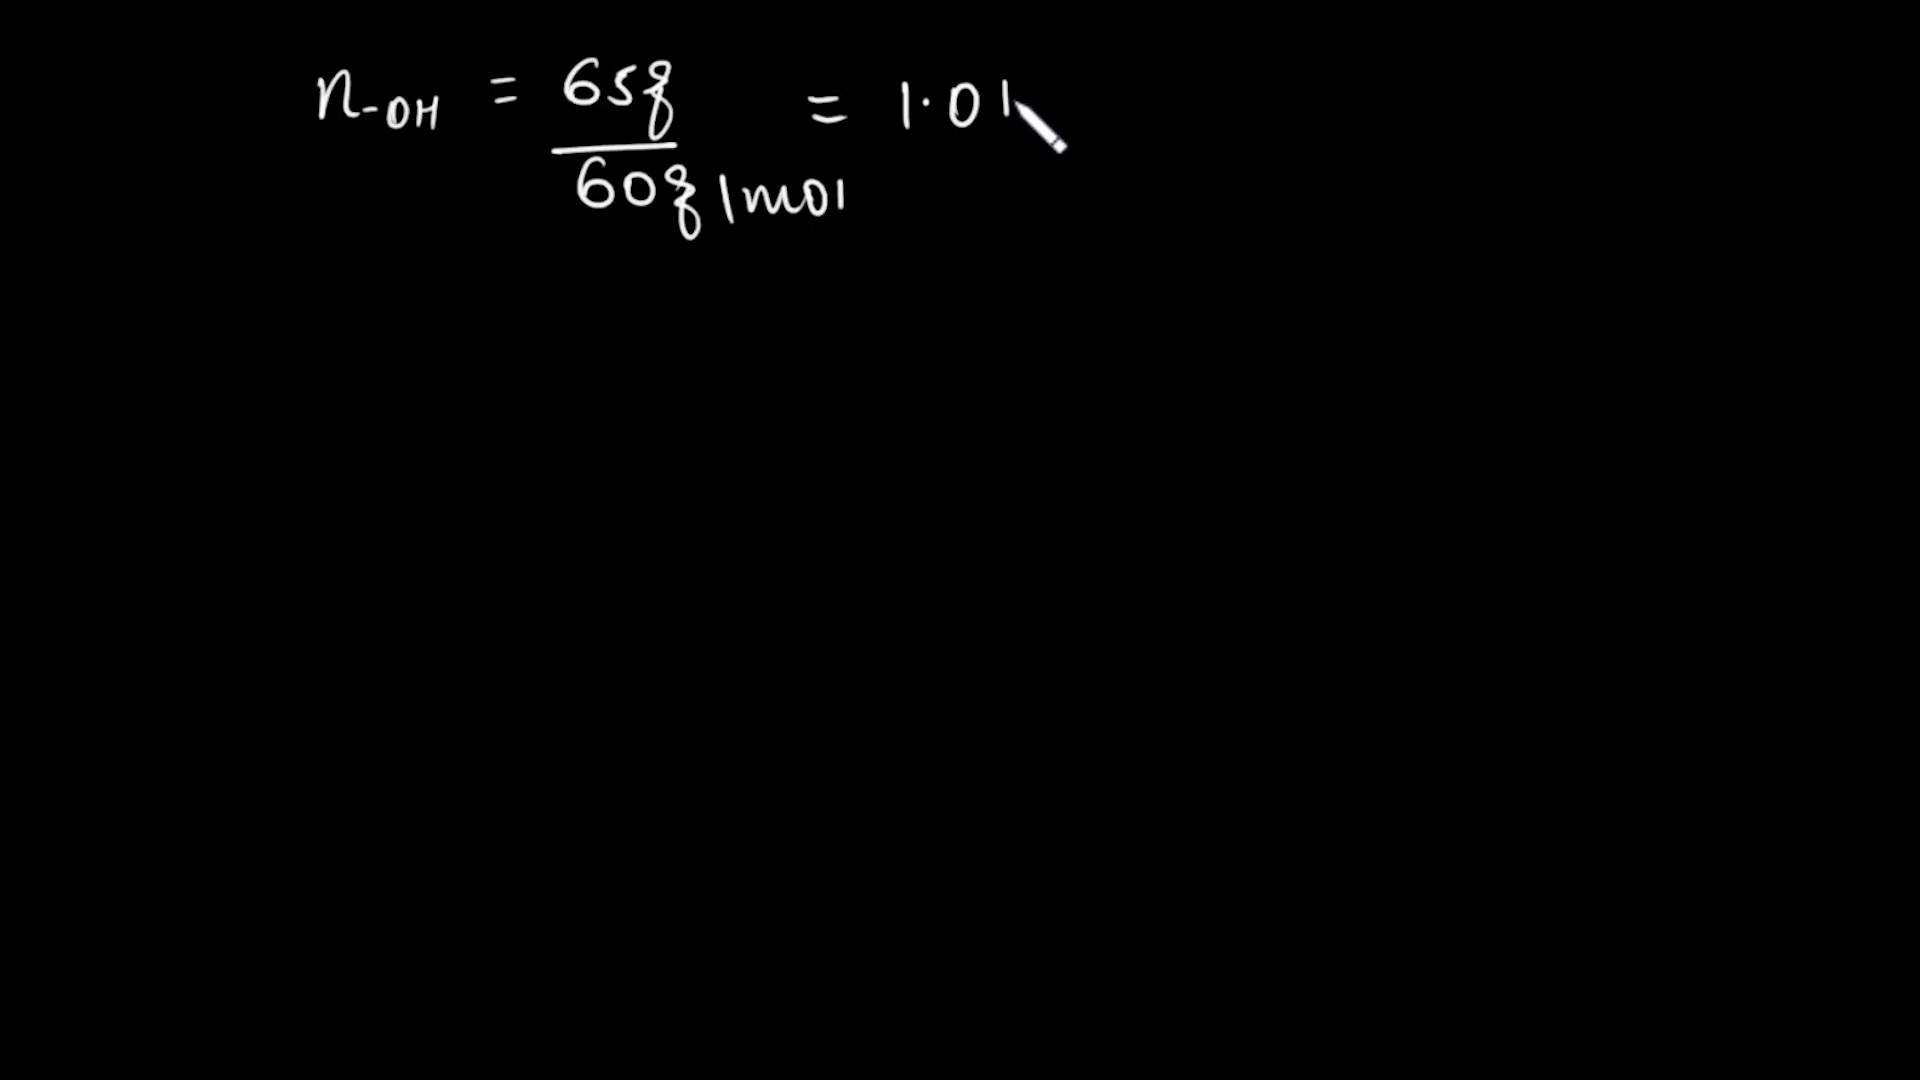 n-OH = 65g = 1.01
60g/mol